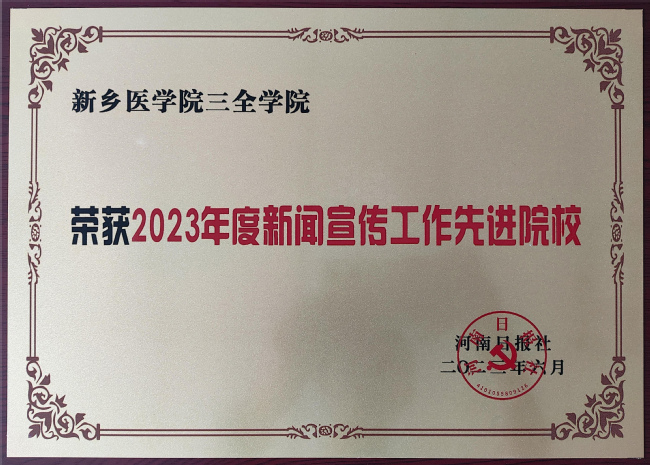 新乡医学院三全学院
荣获2023年度新闻宣传工作先进院校
河南日报社
二〇二三年六月